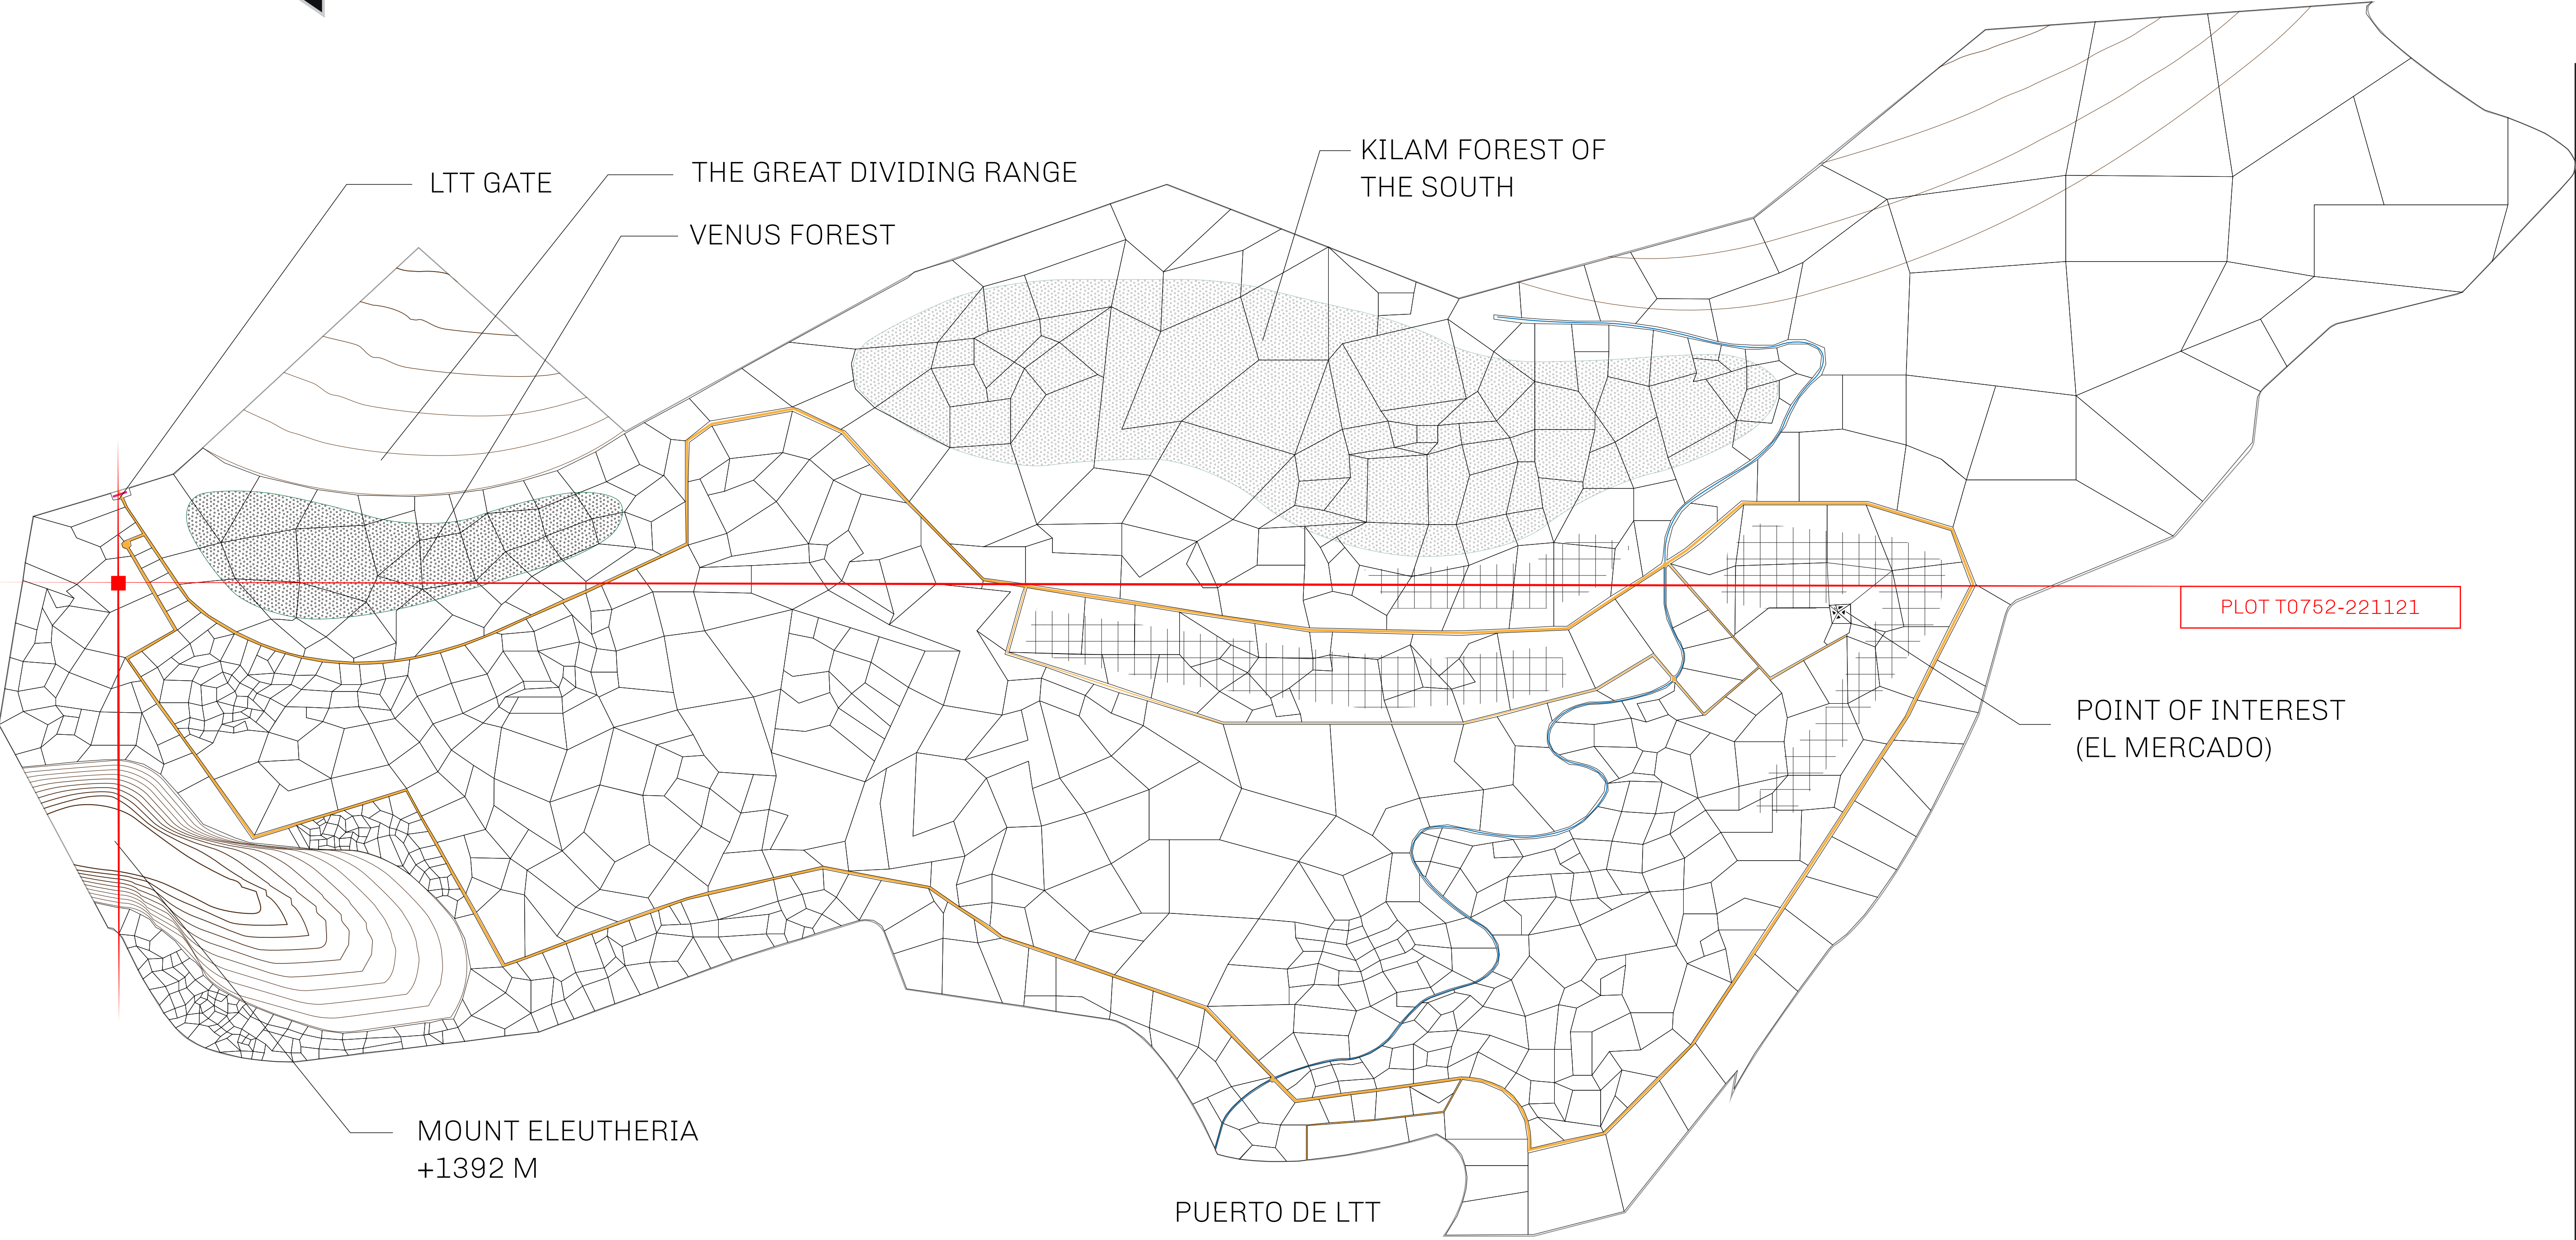 LTT GATE
THE GREAT DIVIDING RANGE
VENUS FOREST
KILAM FOREST OF
THE SOUTH
PLOT T0752-221121
POINT OF INTEREST
(EL MERCADO)
MOUNT ELEUTHERIA
+1392 M
PUERTO DE LTT